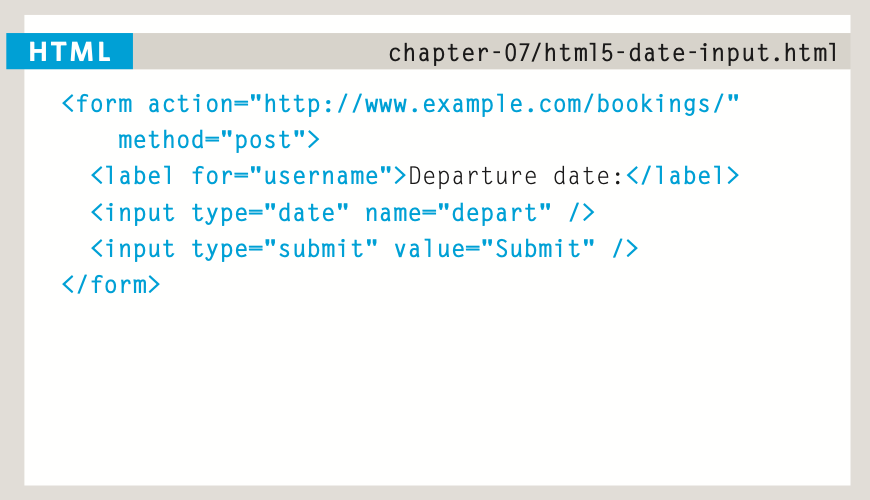 HTML
chapter-07/html5-date-input.html
<form action="http://www.example.com/bookings/"
method="post">
<label for="username">Departure date:</label>
<input type="date" name="depart" />
<input type="submit" value="Submit" />
</form>